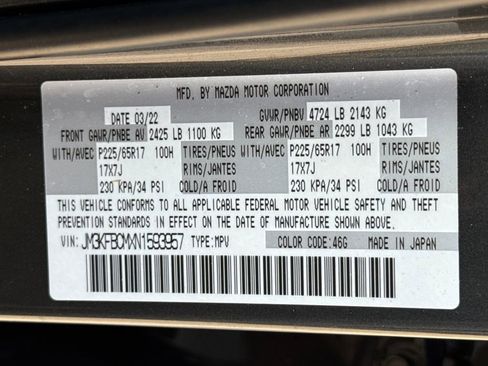 MFD. BY MAZDA MOTOR CORPORATION
DATE 03/22 GVWR/PNBV 4724 LB 2143 KG
FRONT GAWR/PNBE AV 2425 LB 1100 KG REAR GAWR/PNBE AR 2299 LB 1043 KG
WITH/AVEC P225/65R17 100H TIRES/PNEUS WITH/AVEC P225/65R17 100H TIRES/PNEUS
17X7J RIMS/JANTES 17X7J RIMS/JANTES
230 KPA/34 PSI COLD/A FROID 230 KPA/34 PSI COLD/A FROID
THIS VEHICLE CONFORMS TO ALL APPLICABLE FEDERAL MOTOR VEHICLE SAFETY AND THEFT
PREVENTION STANDARDS IN EFFECT ON THE DATE OF MANUFACTURE SHOWN ABOVE.
VIN: JM3KFBCMXN1593957 TYPE: MPV COLOR CODE: 46G MADE IN JAPAN